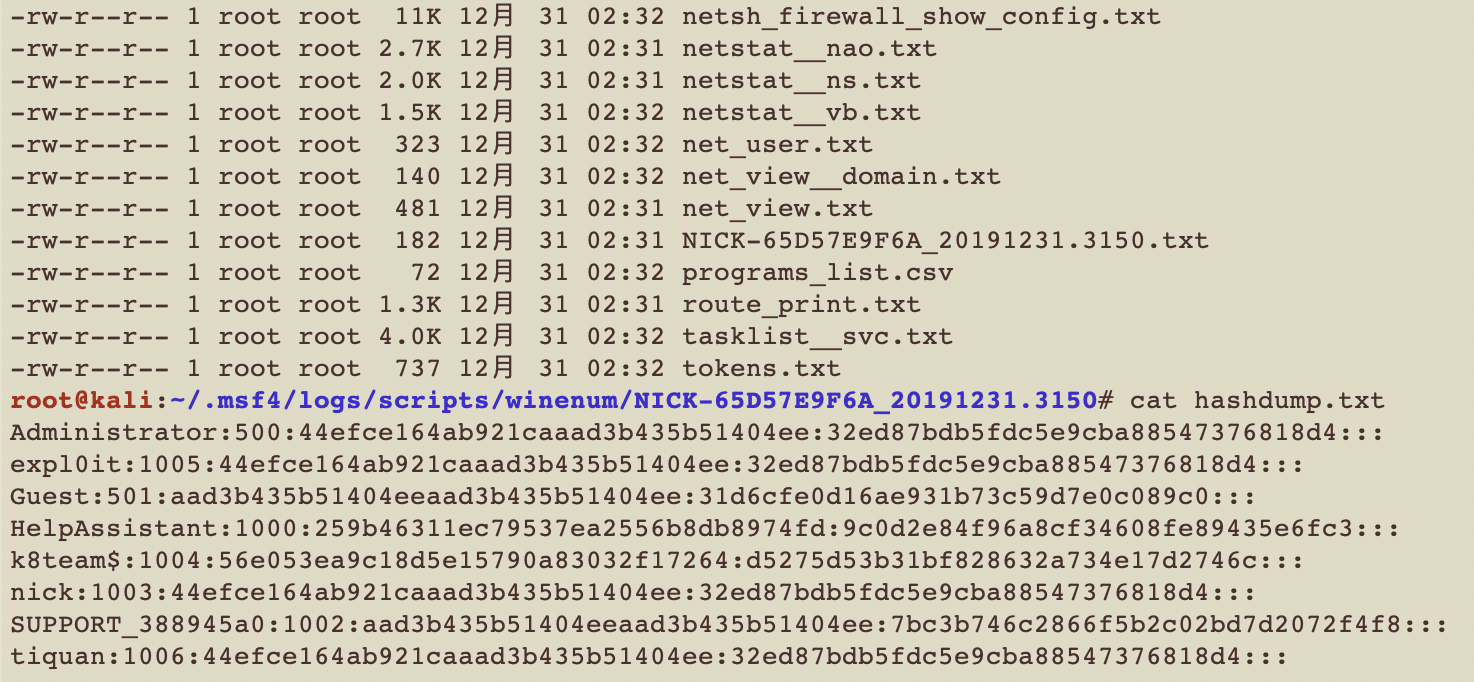 -rw-r--r-- 1 root root  11K 12月  31 02:32 netsh_firewall_show_config.txt
-rw-r--r-- 1 root root 2.7K 12月  31 02:31 netstat__nao.txt
-rw-r--r-- 1 root root 2.0K 12月  31 02:31 netstat__ns.txt
-rw-r--r-- 1 root root 1.5K 12月  31 02:32 netstat__vb.txt
-rw-r--r-- 1 root root  323 12月  31 02:32 net_user.txt
-rw-r--r-- 1 root root  140 12月  31 02:32 net_view__domain.txt
-rw-r--r-- 1 root root  481 12月  31 02:31 net_view.txt
-rw-r--r-- 1 root root  182 12月  31 02:31 NICK-65D57E9F6A_20191231.3150.txt
-rw-r--r-- 1 root root   72 12月  31 02:32 programs_list.csv
-rw-r--r-- 1 root root 1.3K 12月  31 02:31 route_print.txt
-rw-r--r-- 1 root root 4.0K 12月  31 02:32 tasklist__svc.txt
-rw-r--r-- 1 root root  737 12月  31 02:32 tokens.txt
root@kali:~/.msf4/logs/scripts/winenum/NICK-65D57E9F6A_20191231.3150# cat hashdump.txt
Administrator:500:44efce164ab921caaad3b435b51404ee:32ed87bdb5fdc5e9cba88547376818d4:::
expl0it:1005:44efce164ab921caaad3b435b51404ee:32ed87bdb5fdc5e9cba88547376818d4:::
Guest:501:aad3b435b51404eeaad3b435b51404ee:31d6cfe0d16ae931b73c59d7e0c089c0:::
HelpAssistant:1000:259b46311ec79537ea2556b8db8974fd:9c0d2e84f96a8cf34608fe89435e6fc3:::
k8team$:1004:56e053ea9c18d5e15790a83032f17264:d5275d53b31bf828632a734e17d2746c:::
nick:1003:44efce164ab921caaad3b435b51404ee:32ed87bdb5fdc5e9cba88547376818d4:::
SUPPORT_388945a0:1002:aad3b435b51404eeaad3b435b51404ee:7bc3b746c2866f5b2c02bd7d2072f4f8:::
tiquan:1006:44efce164ab921caaad3b435b51404ee:32ed87bdb5fdc5e9cba88547376818d4:::